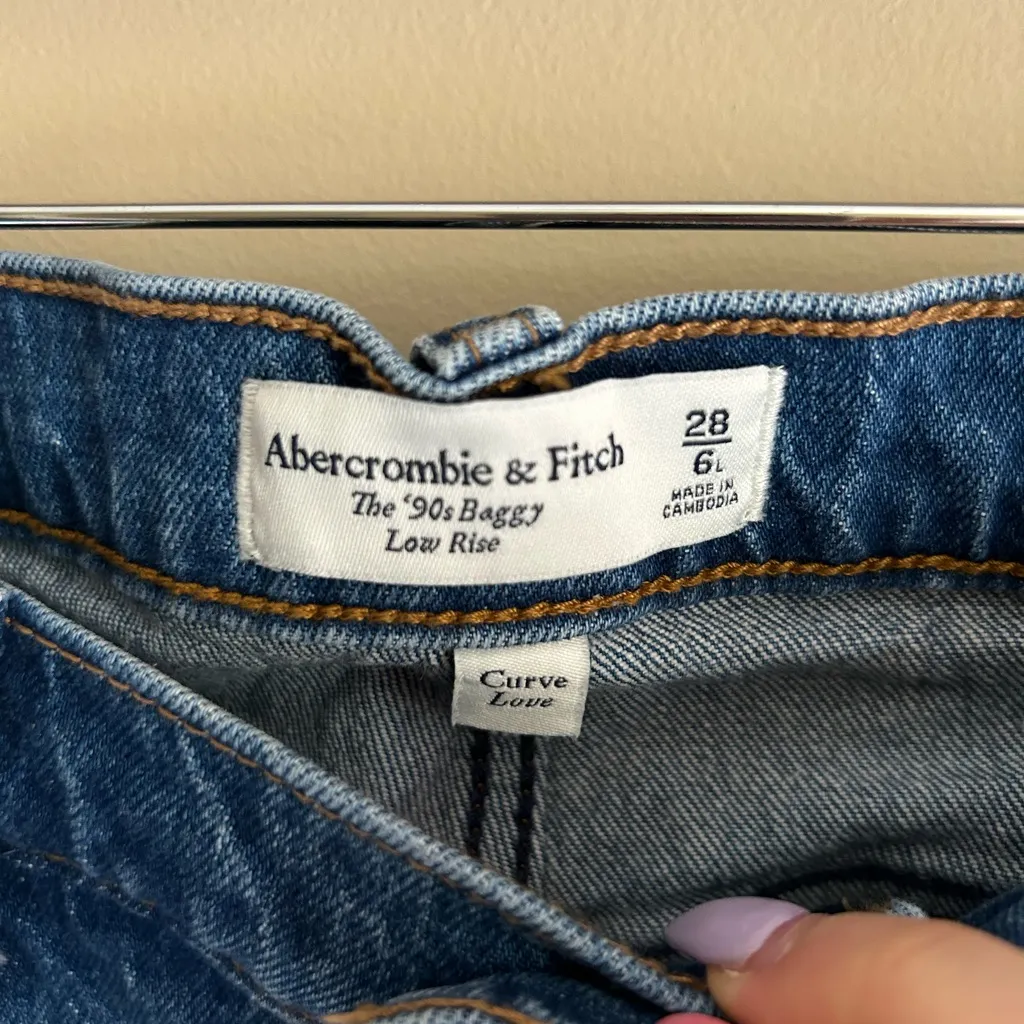 Abercrombie & Fitch
The '90s Baggy
Low Rise
28
6L
MADE IN
CAMBODIA
Curve
Love